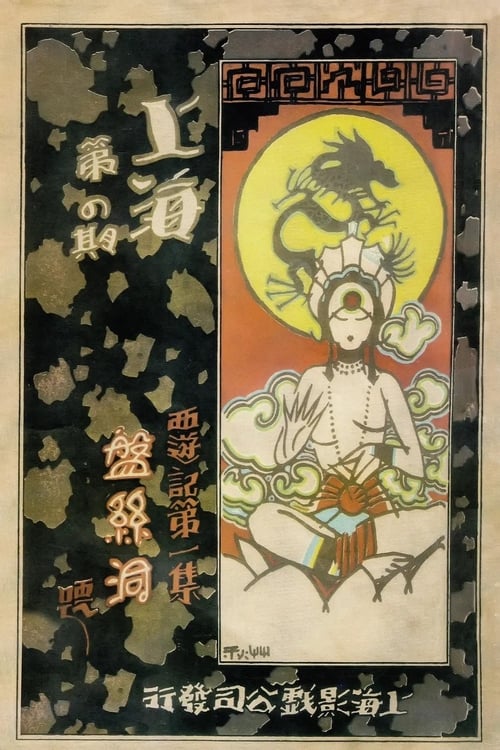 上海
第の期
西遊記第一集
盤絲洞
號
上海影戲公司發行